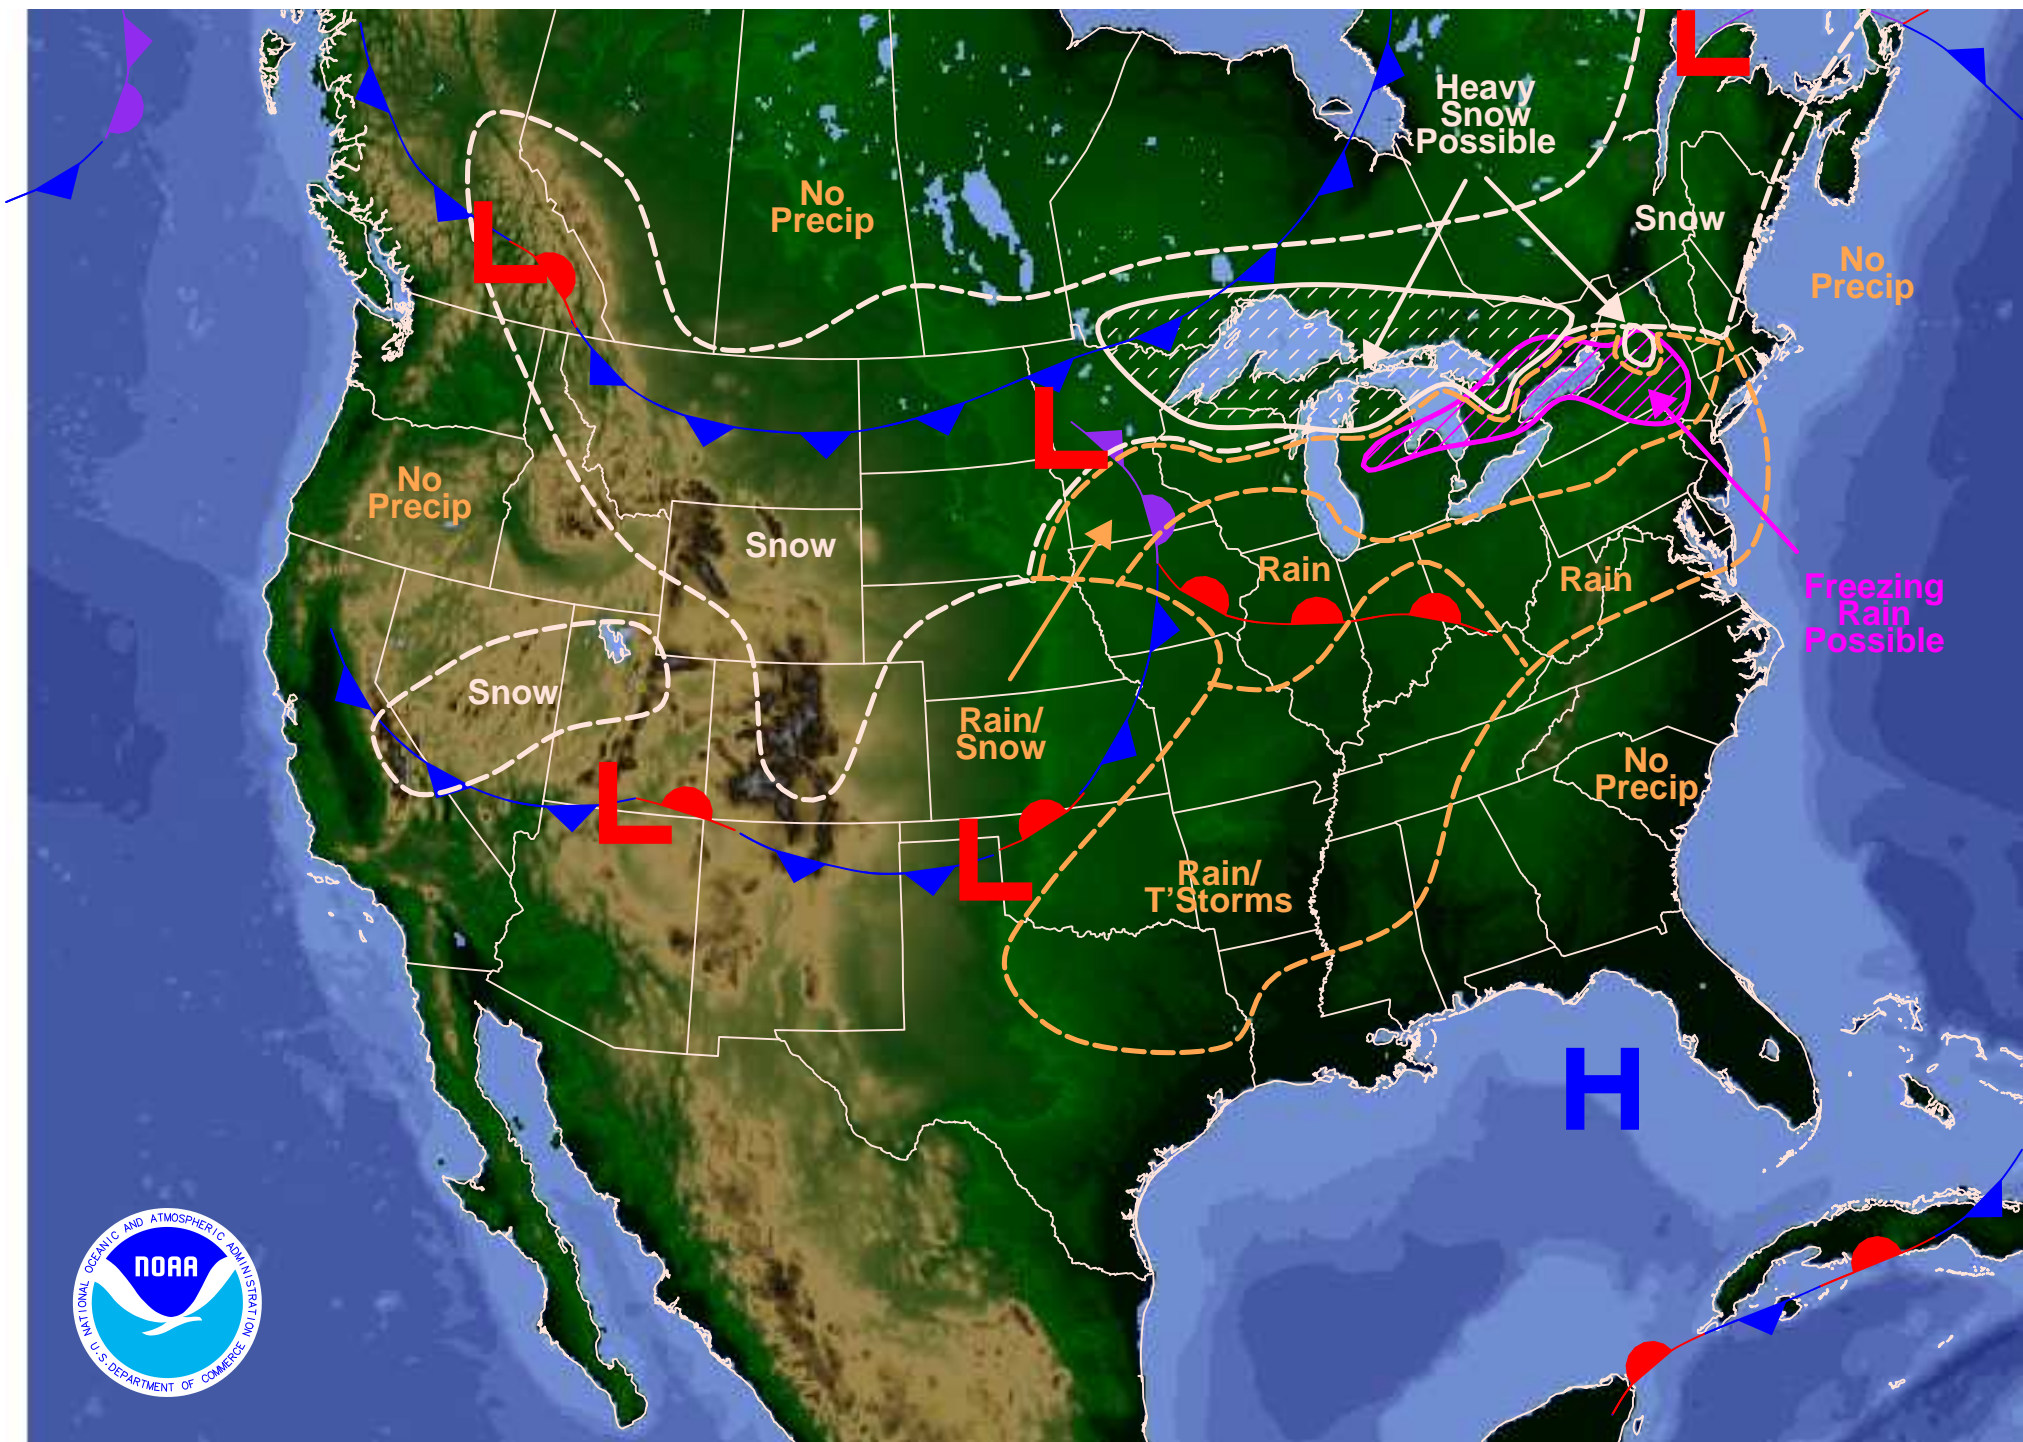 Heavy
Snow
Possible
No
Precip
Snow
No
Precip
No
Precip
Snow
Rain
Rain
Freezing
Rain
Possible
Snow
Rain/
Snow
No
Precip
Rain/
T'Storms
L
L
L
L
L
H
NATIONAL OCEANIC AND ATMOSPHERIC ADMINISTRATION
NOAA
U.S. DEPARTMENT OF COMMERCE